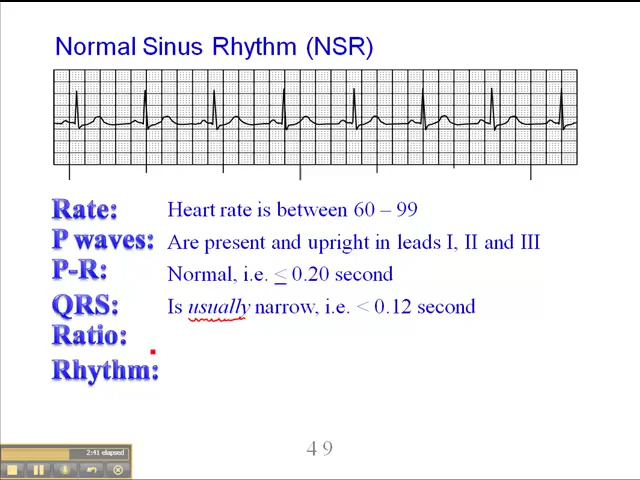 Normal Sinus Rhythm (NSR)
Rate: Heart rate is between 60 – 99
P waves: Are present and upright in leads I, II and III
P-R: Normal, i.e. < 0.20 second
QRS: Is usually narrow, i.e. < 0.12 second
Ratio:
Rhythm:
49
2:41 elapsed